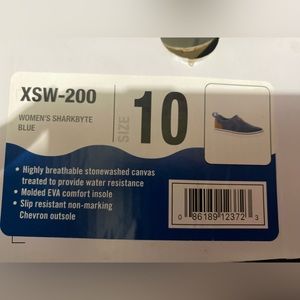 XSW-200
WOMEN'S SHARKBYTE
BLUE
SIZE
10
• Highly breathable stonewashed canvas
treated to provide water resistance
• Molded EVA comfort insole
• Slip resistant non-marking
Chevron outsole
0 86189 12372 3